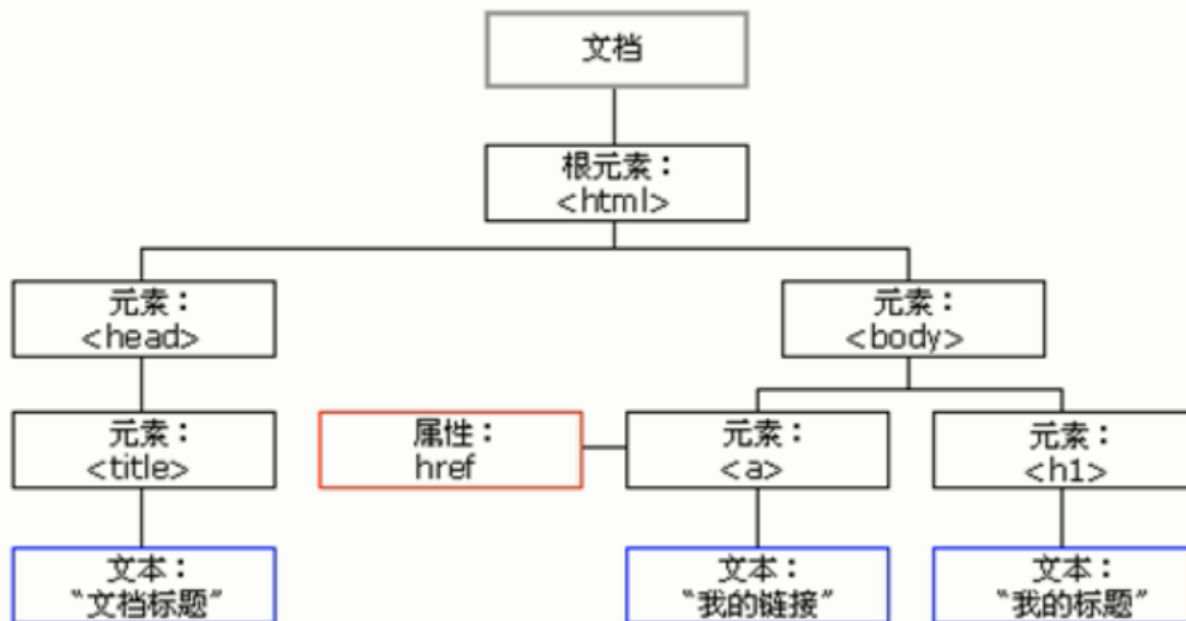 文档
根元素：
<html>
元素：
<head>
元素：
<body>
元素：
<title>
属性：
href
元素：
<a>
元素：
<h1>
文本：
“文档标题”
文本：
“我的链接”
文本：
“我的标题”